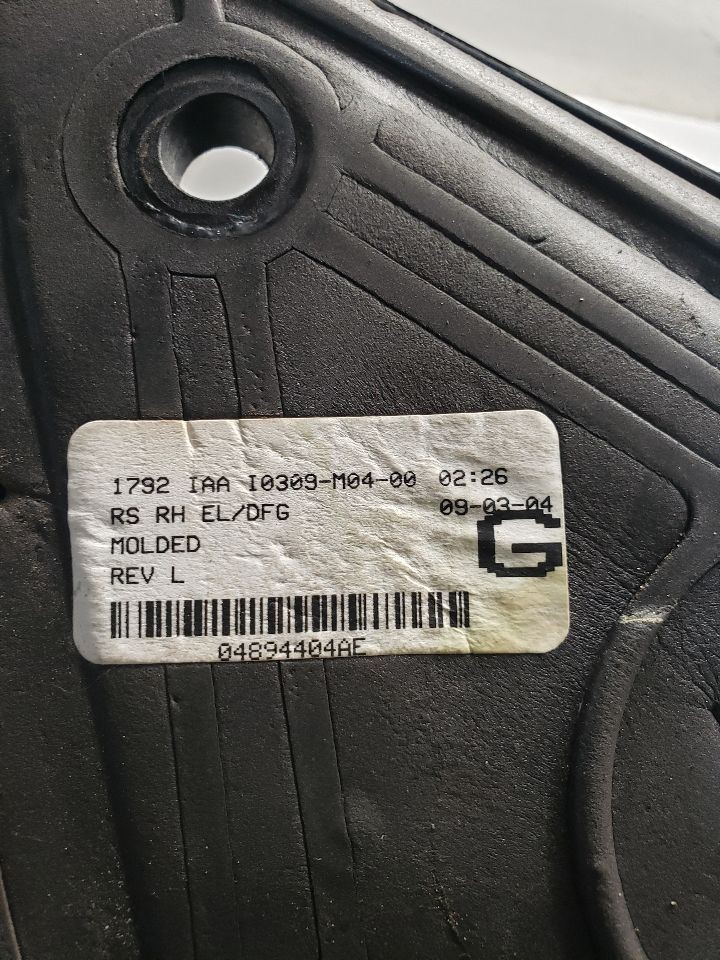 1792 IAA I0309-M04-00 02:26
RS RH EL/DFG 09-03-04
MOLDED G
REV L
04894404AE